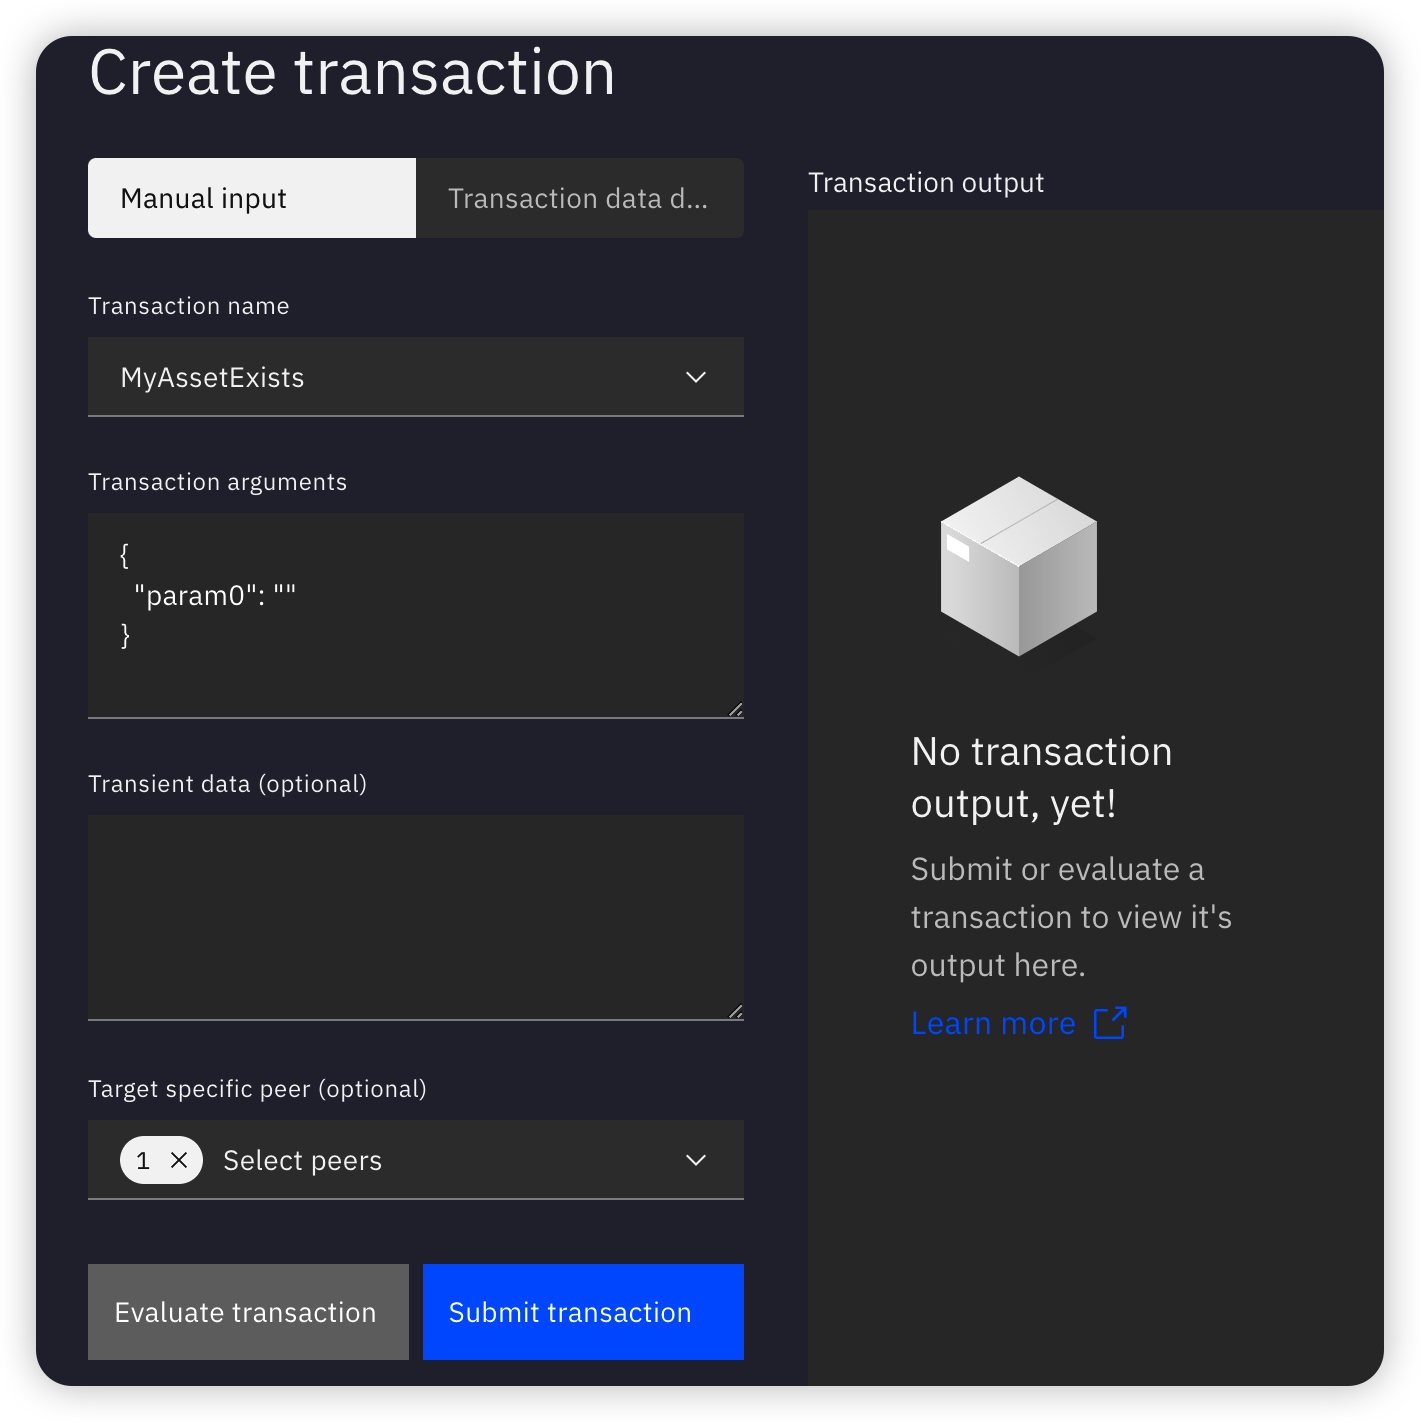 Create transaction
Manual input
Transaction data d...
Transaction name
MyAssetExists
Transaction arguments
{
"param0": ""
}
Transient data (optional)
Target specific peer (optional)
1 Select peers
Evaluate transaction
Submit transaction
Transaction output
No transaction
output, yet!
Submit or evaluate a
transaction to view it's
output here.
Learn more